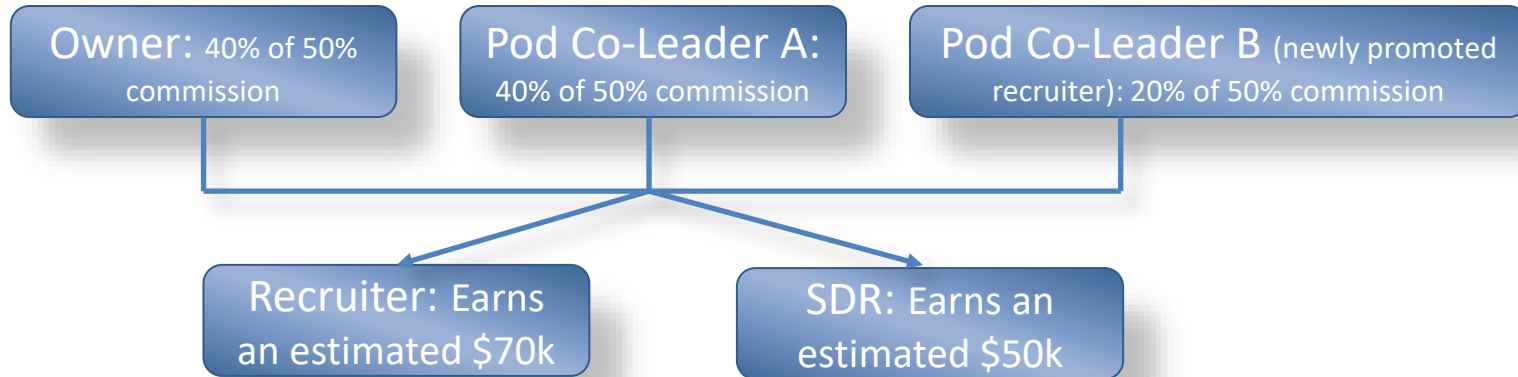 Owner: 40% of 50%
commission
Pod Co-Leader A:
40% of 50% commission
Pod Co-Leader B (newly promoted
recruiter): 20% of 50% commission
Recruiter: Earns
an estimated $70k
SDR: Earns an
estimated $50k